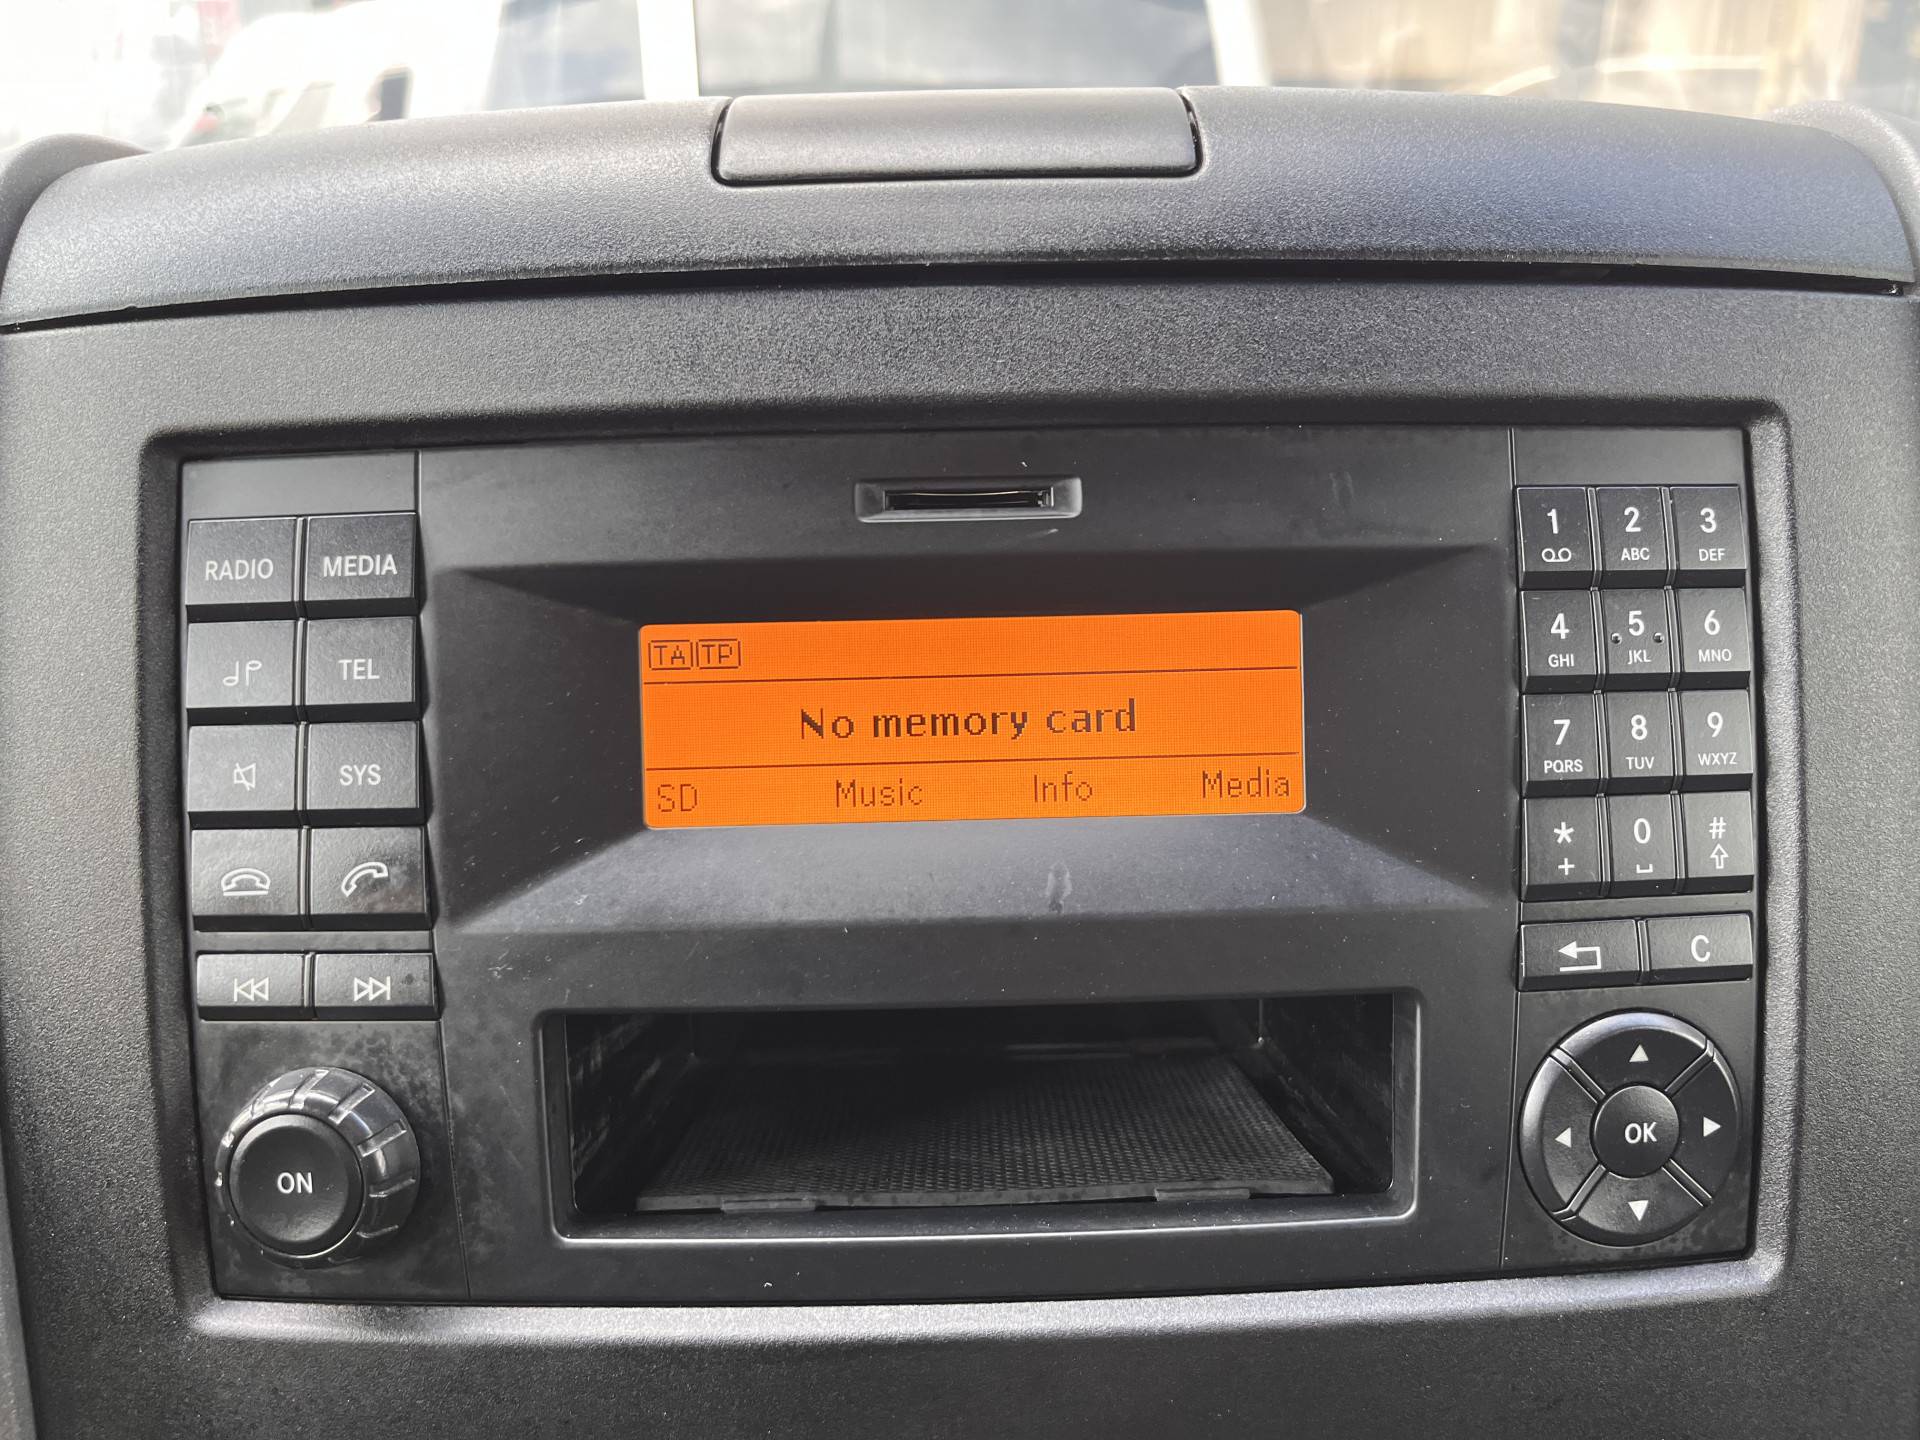 RADIO MEDIA
TEL
SYS
ON
TA TP
No memory card
SD Music Info Media
1 2 3
ABC DEF
4 5 6
GHI JKL MNO
7 8 9
PQRS TUV WXYZ
* 0 #
+
C
OK